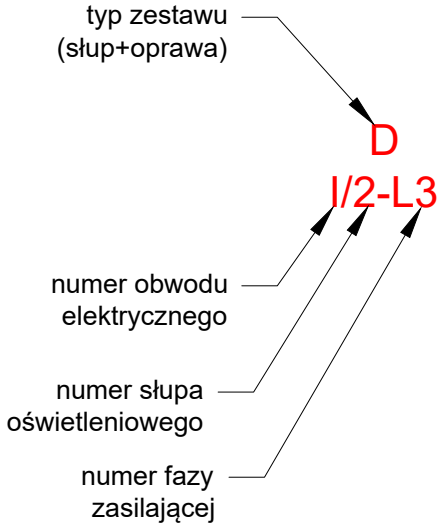 typ zestawu
(słup+oprawa)
D
I/2-L3
numer obwodu
elektrycznego
numer słupa
oświetleniowego
numer fazy
zasilającej